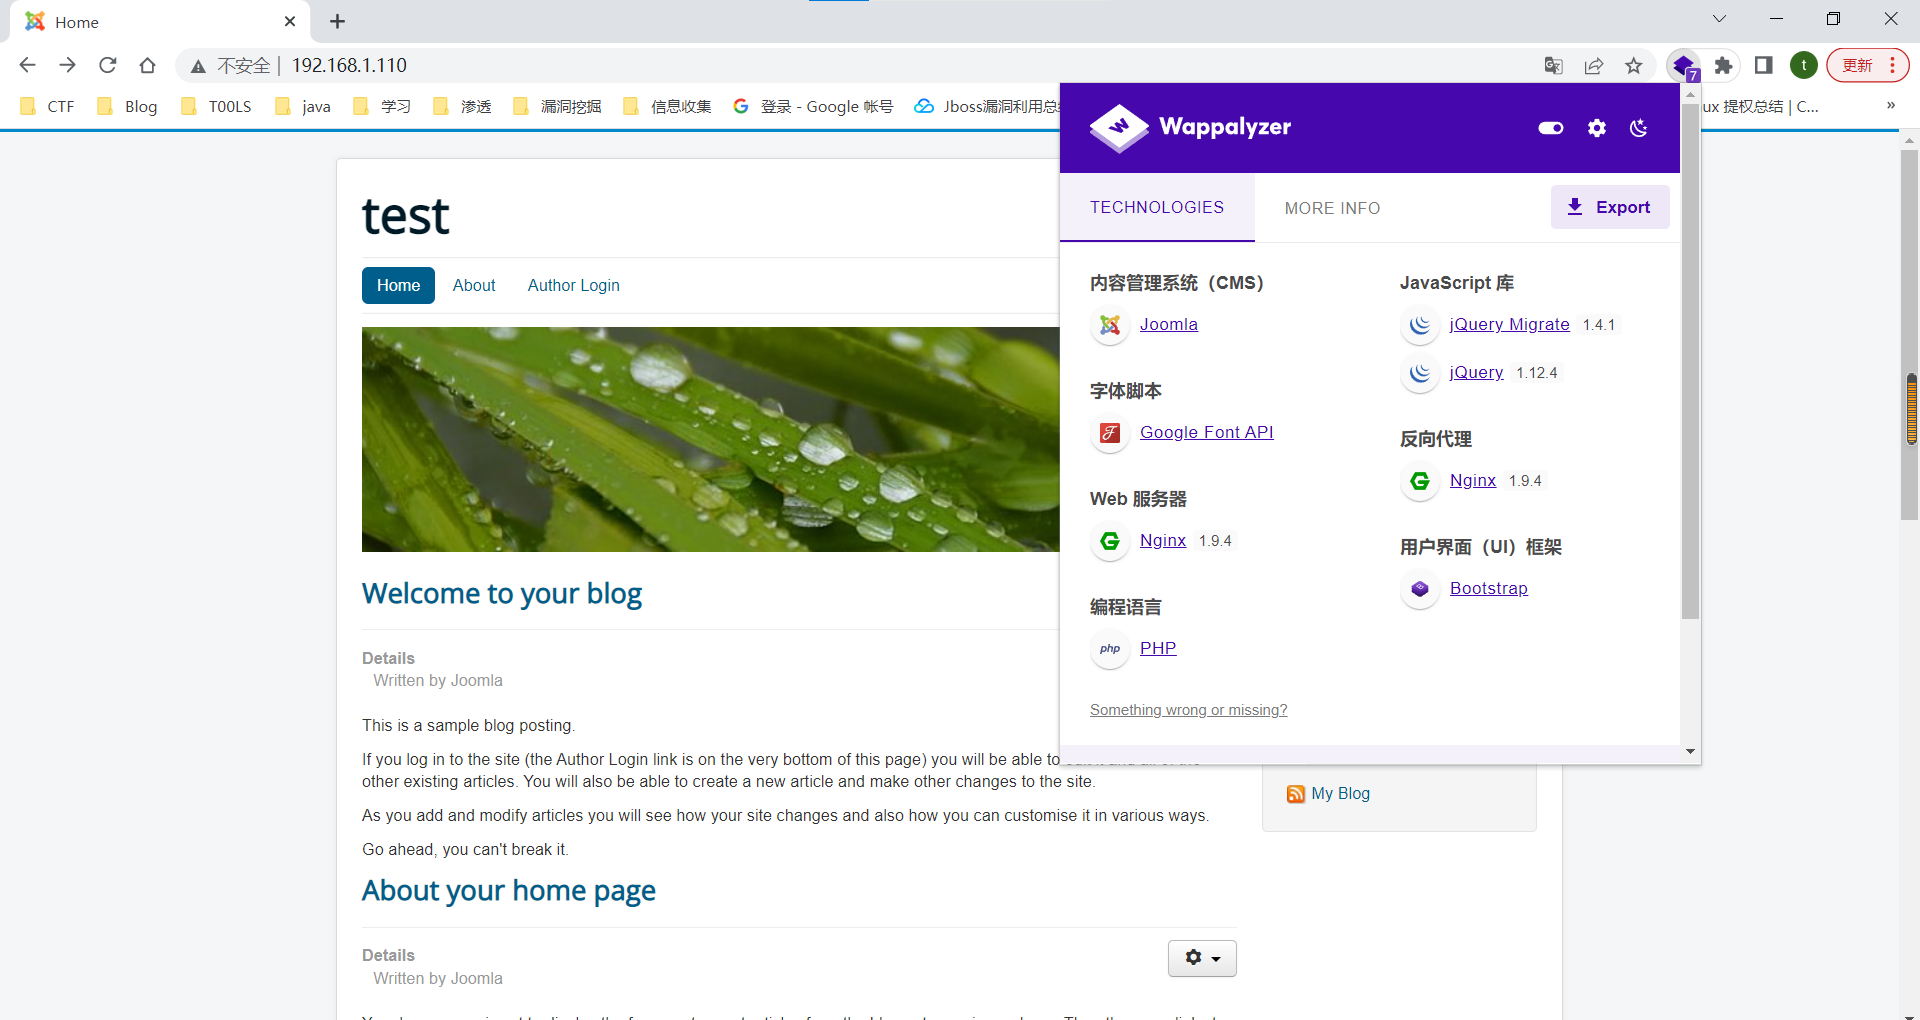 Home
不安全 | 192.168.1.110
7
t
更新
CTF
Blog
T00LS
java
学习
渗透
漏洞挖掘
信息收集
登录 - Google 帐号
Jboss漏洞利用总
ux 提权总结 | C...
»
Wappalyzer
TECHNOLOGIES
MORE INFO
Export
内容管理系统（CMS）
Joomla
字体脚本
Google Font API
Web 服务器
Nginx 1.9.4
编程语言
php PHP
Something wrong or missing?
JavaScript 库
jQuery Migrate 1.4.1
jQuery 1.12.4
反向代理
Nginx 1.9.4
用户界面（UI）框架
Bootstrap
test
Home
About
Author Login
Welcome to your blog
Details
Written by Joomla
This is a sample blog posting.
If you log in to the site (the Author Login link is on the very bottom of this page) you will be able to
other existing articles. You will also be able to create a new article and make other changes to the site.
As you add and modify articles you will see how your site changes and also how you can customise it in various ways.
Go ahead, you can't break it.
About your home page
Details
Written by Joomla
My Blog